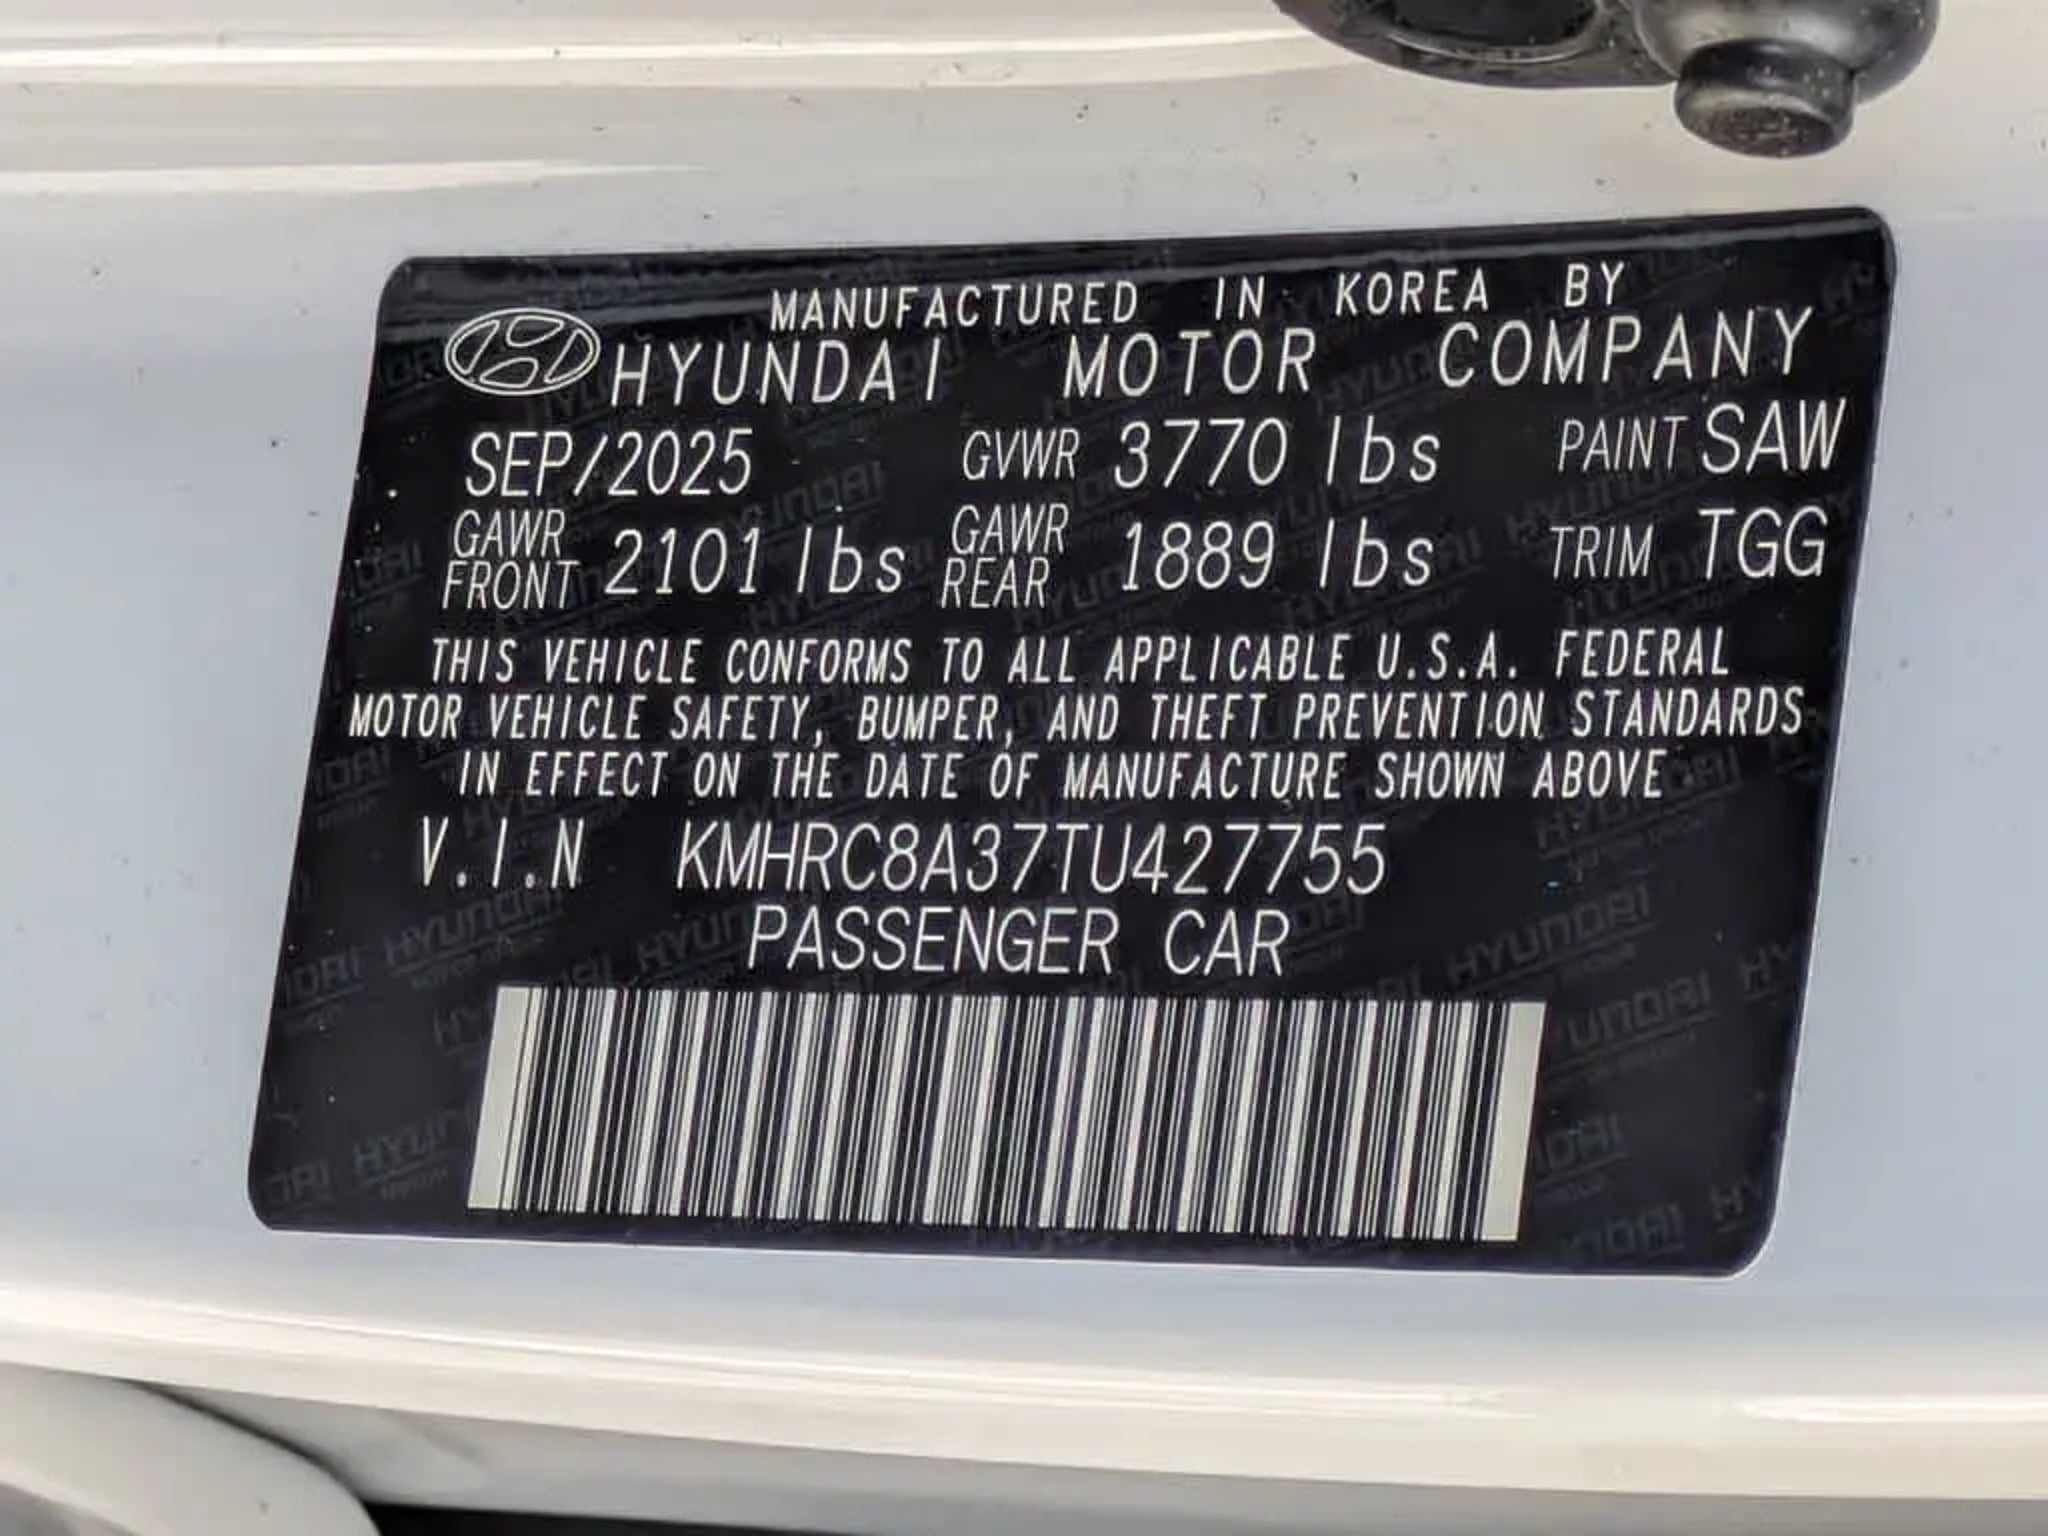 MANUFACTURED IN KOREA BY
HYUNDAI MOTOR COMPANY
SEP/2025 GVWR 3770 lbs PAINT SAW
GAWR FRONT 2101 lbs GAWR REAR 1889 lbs TRIM TGG
THIS VEHICLE CONFORMS TO ALL APPLICABLE U.S.A. FEDERAL
MOTOR VEHICLE SAFETY, BUMPER, AND THEFT PREVENTION STANDARDS
IN EFFECT ON THE DATE OF MANUFACTURE SHOWN ABOVE
V.I.N KMHRC8A37TU427755
PASSENGER CAR